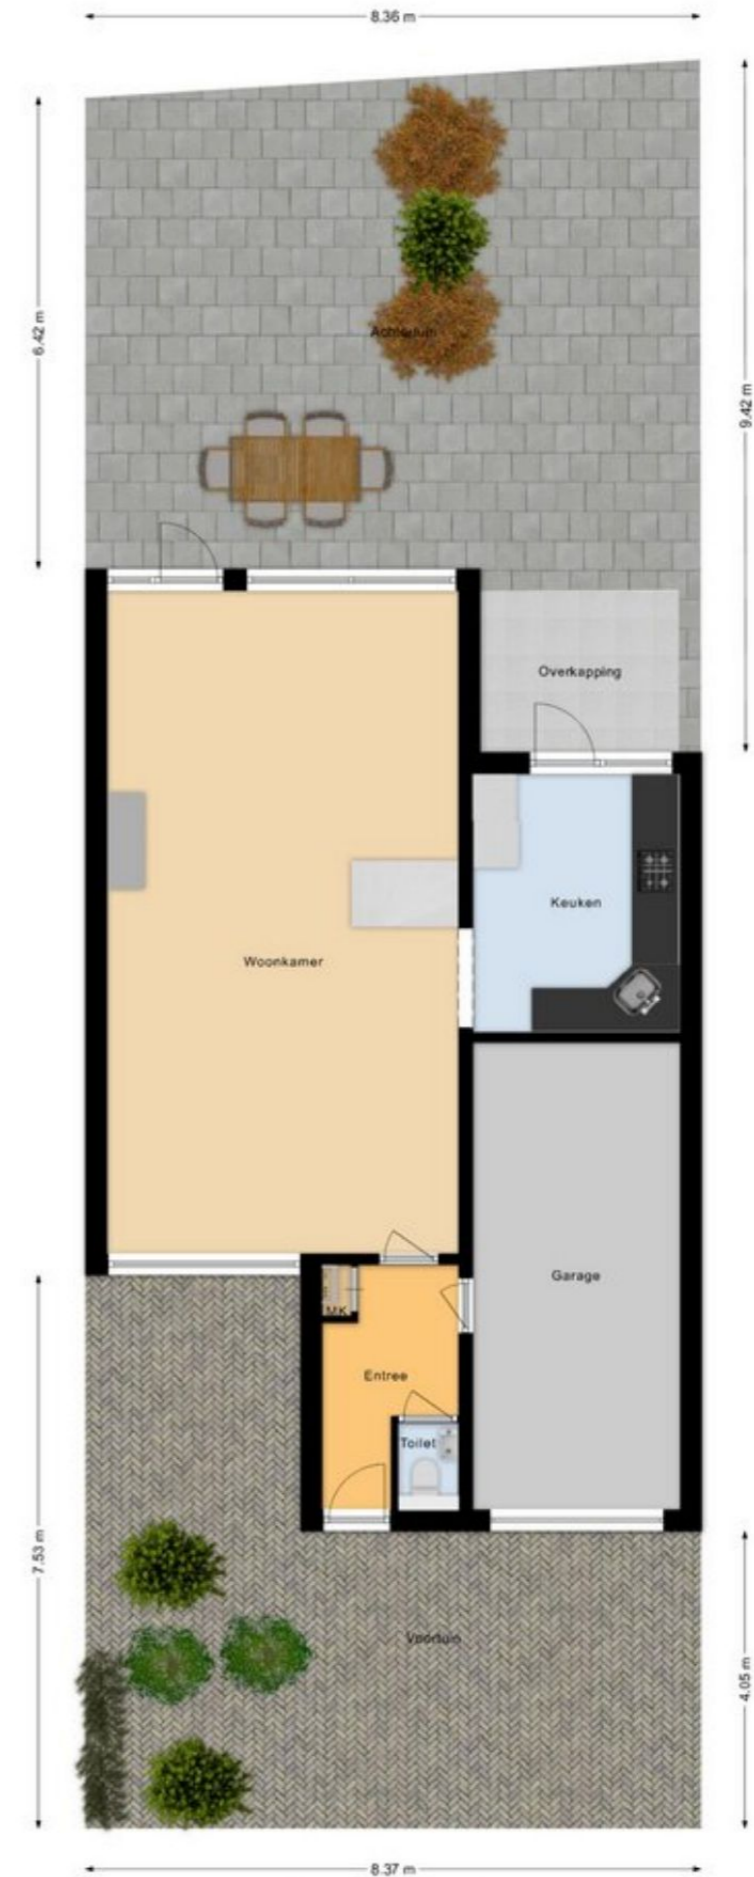 8.36 m
6.42 m
9.42 m
Achtertuin
Overkapping
Keuken
Woonkamer
Garage
MK
Entree
Toilet
7.53 m
Voortuin
4.05 m
8.37 m